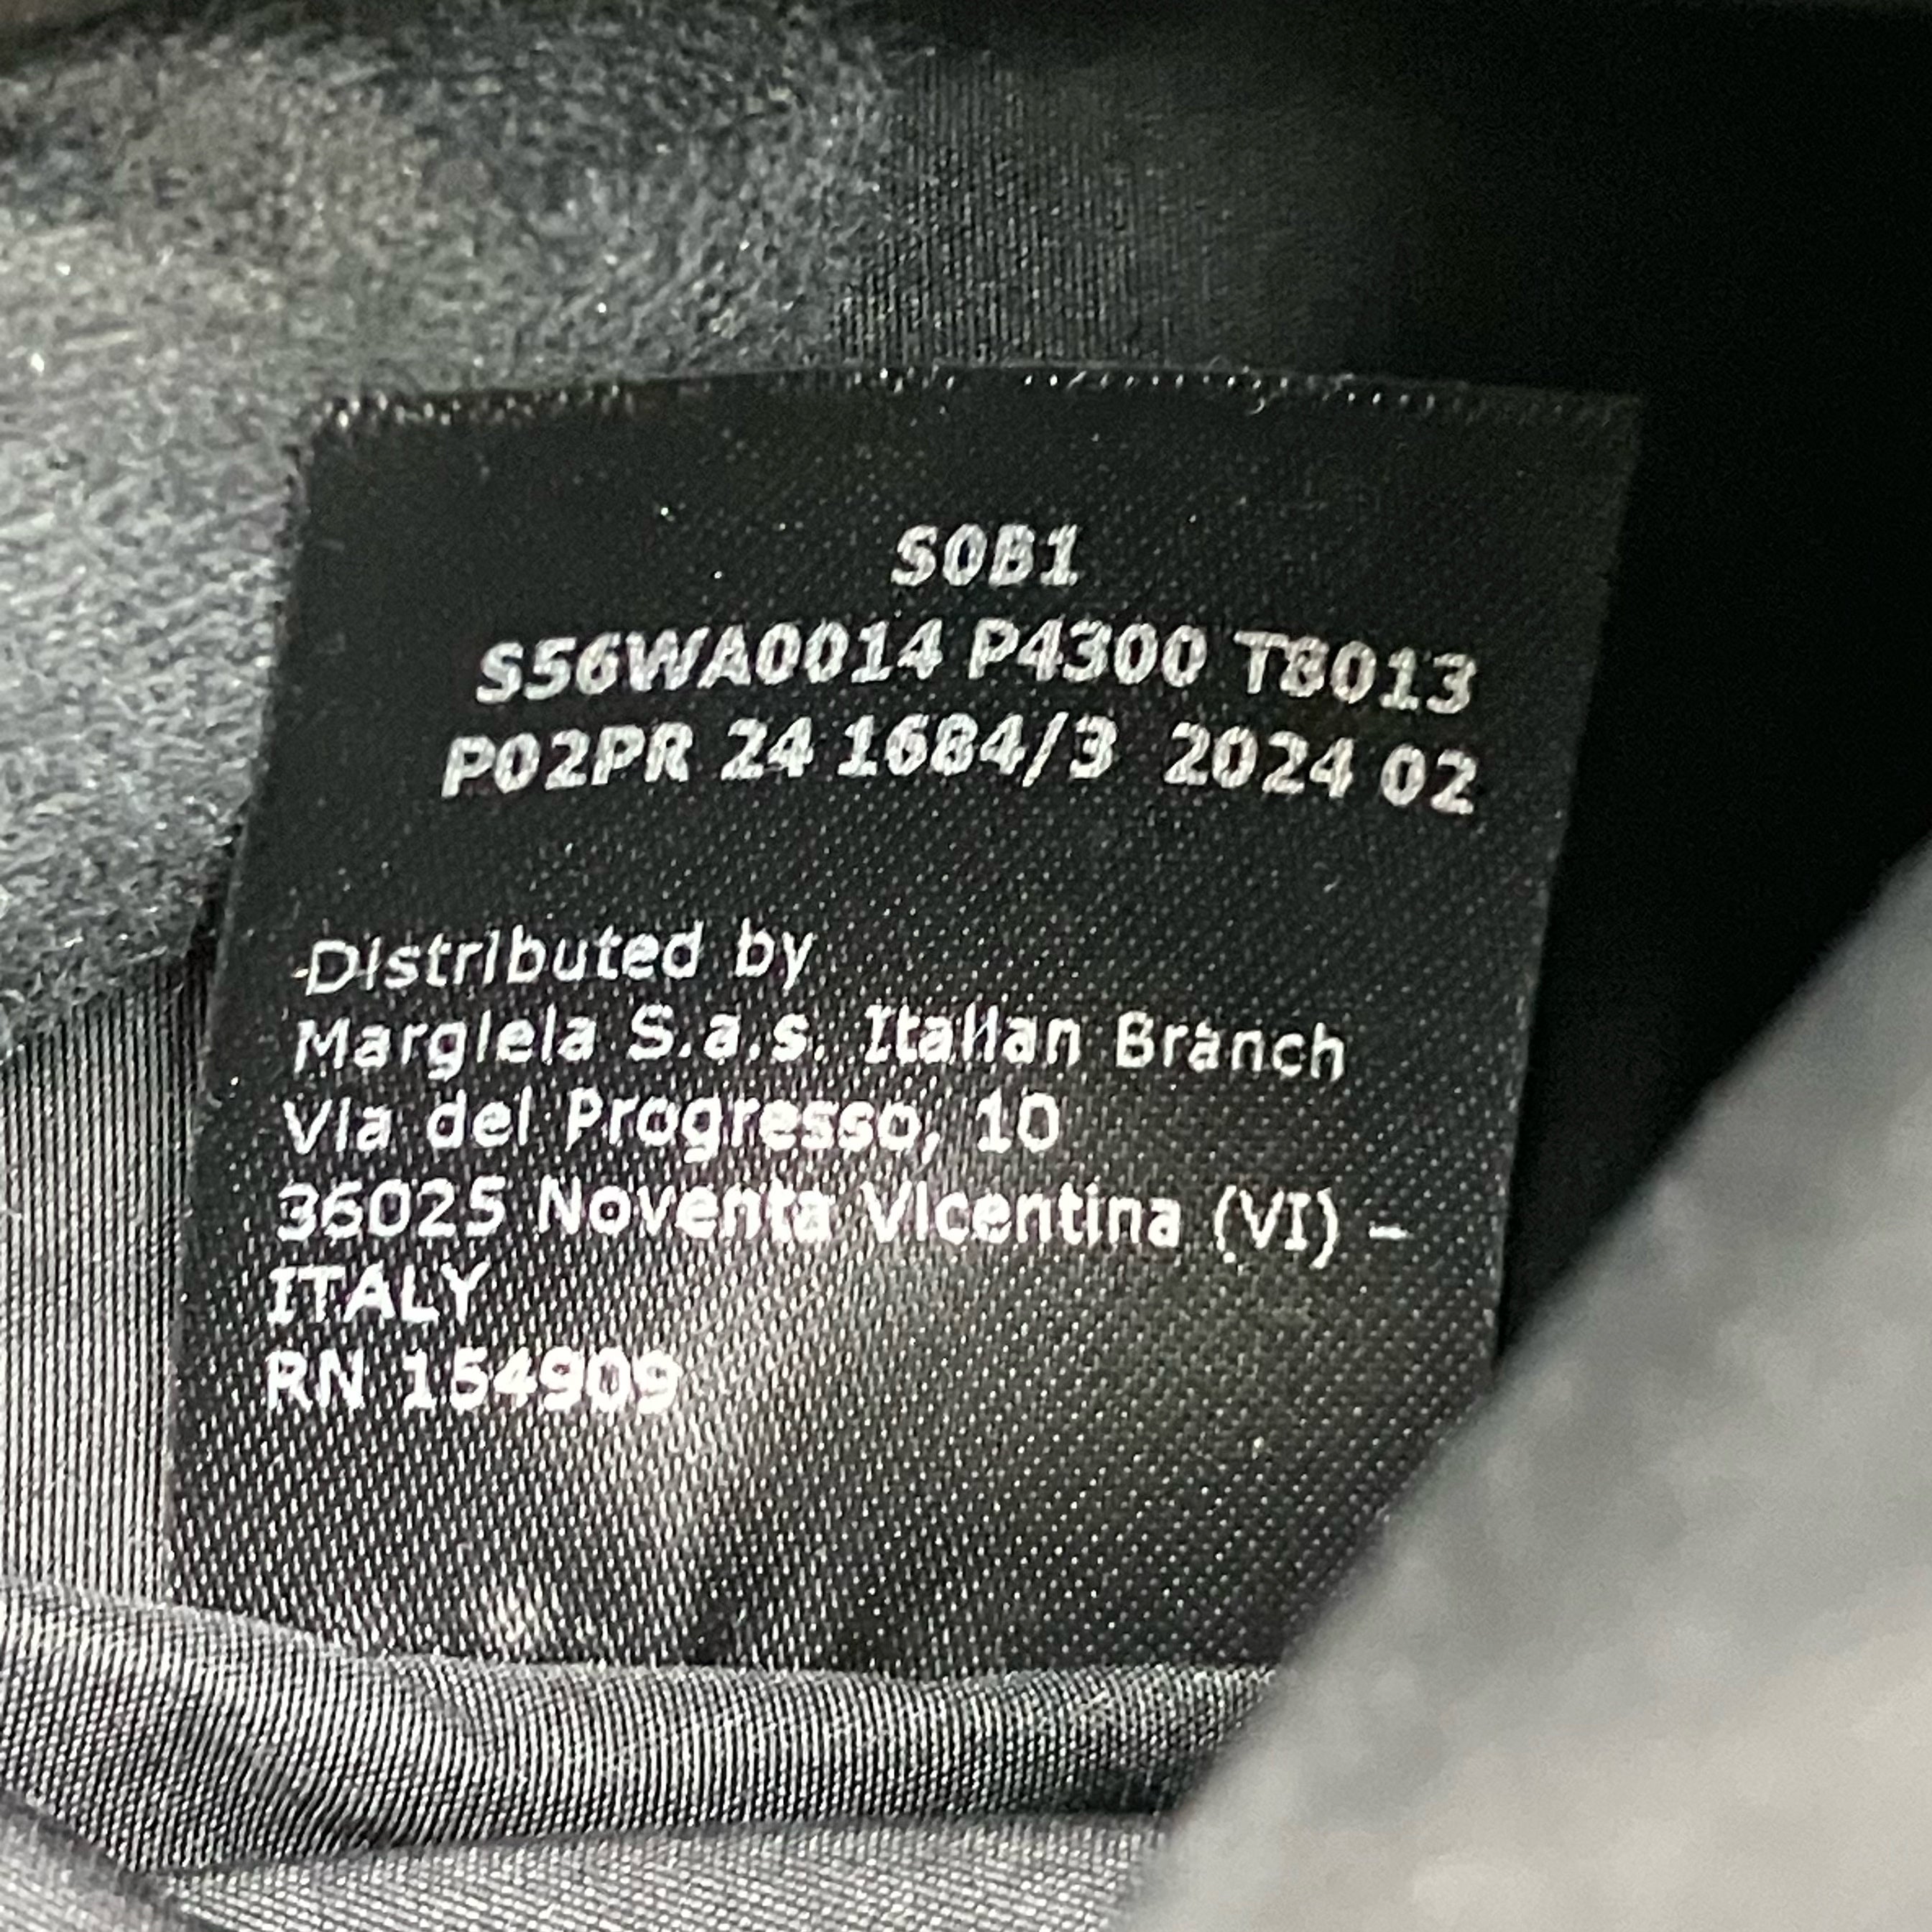 S0B1
S56WA0014 P4300 T8013
P02PR 24 1684/3 2024 02
Distributed by
Margiela S.a.s. Italian Branch
Via del Progresso, 10
36025 Noventa Vicentina (VI) –
ITALY
RN 154909